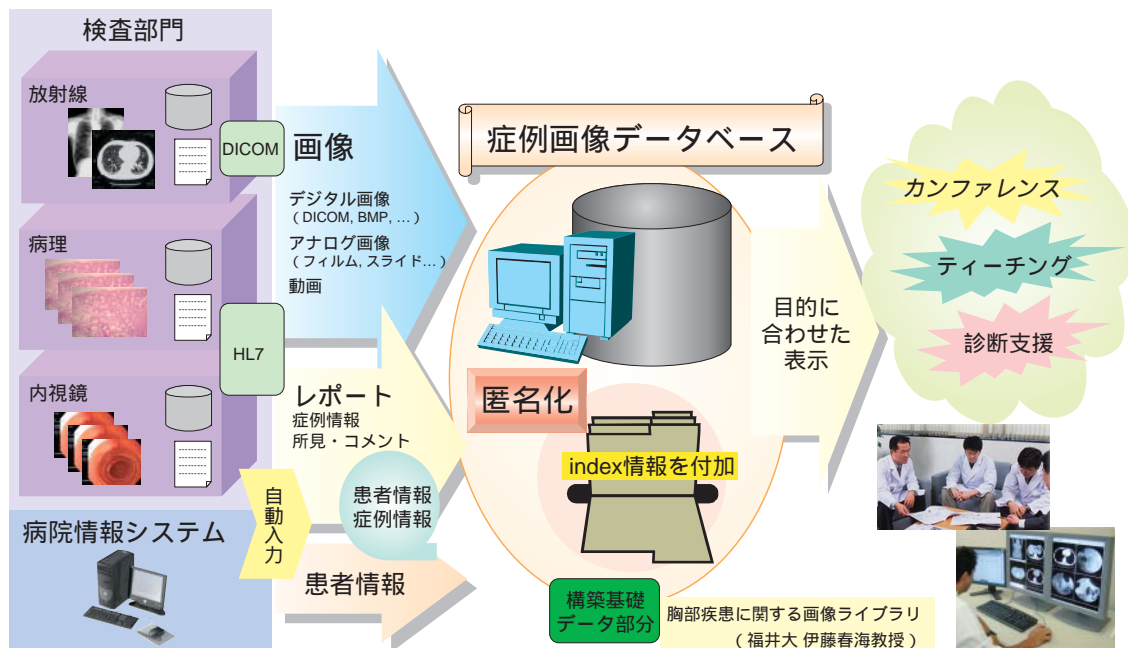 検査部門
放射線
DICOM
病理
HL7
内視鏡
病院情報システム
自動入力
画像
デジタル画像
（DICOM, BMP, …）
アナログ画像
（フィルム, スライド…）
動画
レポート
症例情報
所見・コメント
患者情報
症例情報
患者情報
症例画像データベース
匿名化
index情報を付加
構築基礎
データ部分
胸部疾患に関する画像ライブラリ
（福井大 伊藤春海教授）
目的に
合わせた
表示
カンファレンス
ティーチング
診断支援